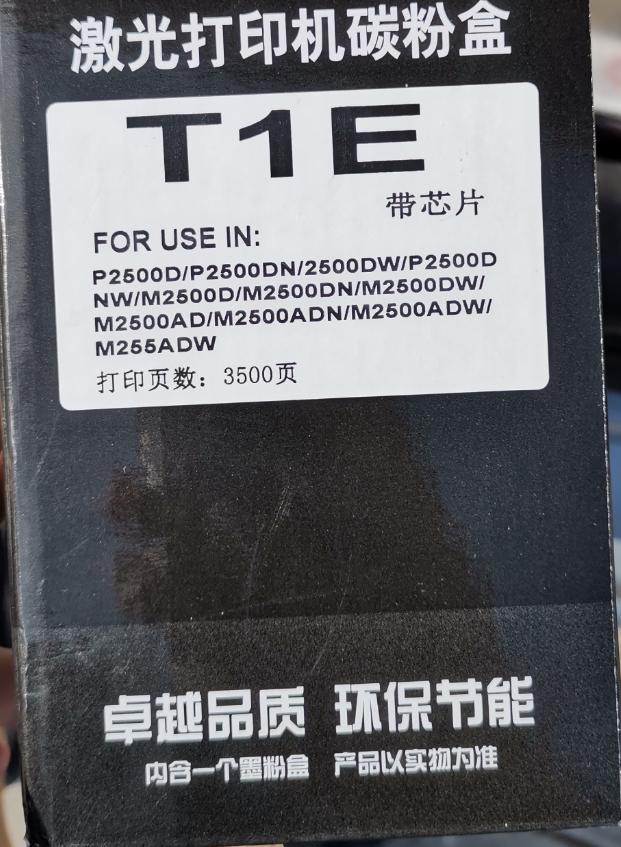 激光打印机碳粉盒
T1E
带芯片
FOR USE IN:
P2500D/P2500DN/2500DW/P2500D
NW/M2500D/M2500DN/M2500DW/
M2500AD/M2500ADN/M2500ADW/
M255ADW
打印页数：3500页
卓越品质 环保节能
内含一个墨粉盒 产品以实物为准